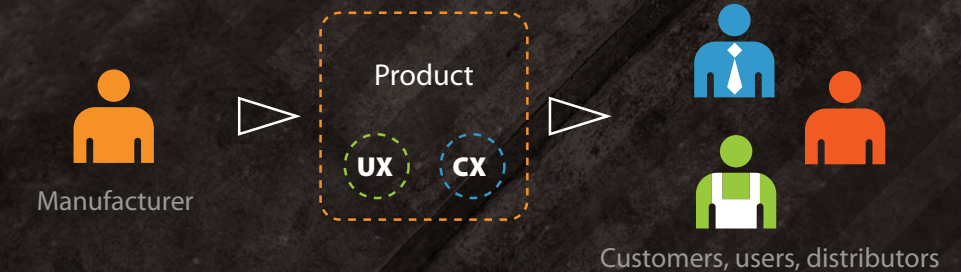 Product
UX
CX
Manufacturer
Customers, users, distributors